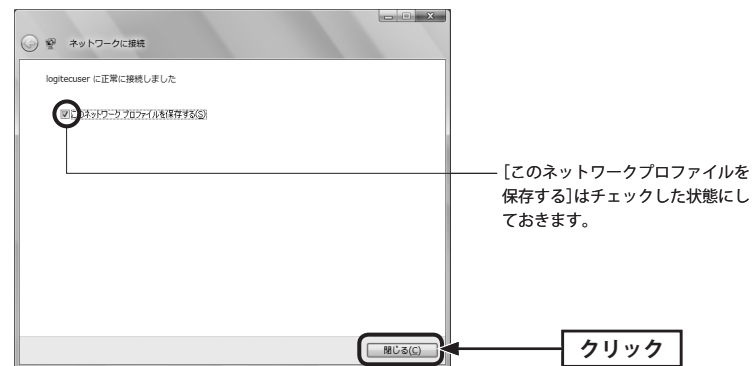 ネットワークに接続
logitecuser に正常に接続しました
このネットワーク プロファイルを保存する(S)
[このネットワークプロファイルを
保存する]はチェックした状態にし
ておきます。
閉じる(C)
クリック